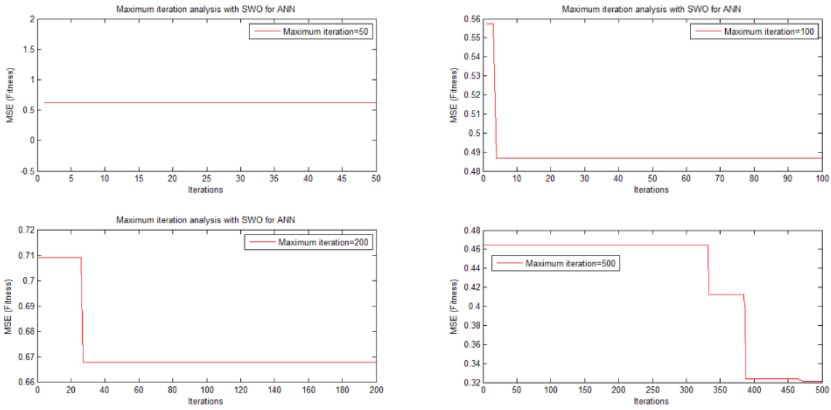 Maximum iteration analysis with SWO for ANN
Maximum iteration=50
MSE (Fitness)
2
1.5
1
0.5
0
-0.5
0 5 10 15 20 25 30 35 40 45 50
Iterations
Maximum iteration analysis with SWO for ANN
Maximum iteration=100
MSE (Fitness)
0.56
0.55
0.54
0.53
0.52
0.51
0.5
0.49
0.48
0 10 20 30 40 50 60 70 80 90 100
Iterations
Maximum iteration analysis with SWO for ANN
Maximum iteration=200
MSE (Fitness)
0.72
0.71
0.7
0.69
0.68
0.67
0.66
0 20 40 60 80 100 120 140 160 180 200
Iterations
Maximum iteration=500
MSE (Fitness)
0.48
0.46
0.44
0.42
0.4
0.38
0.36
0.34
0.32
0 50 100 150 200 250 300 350 400 450 500
Iterations